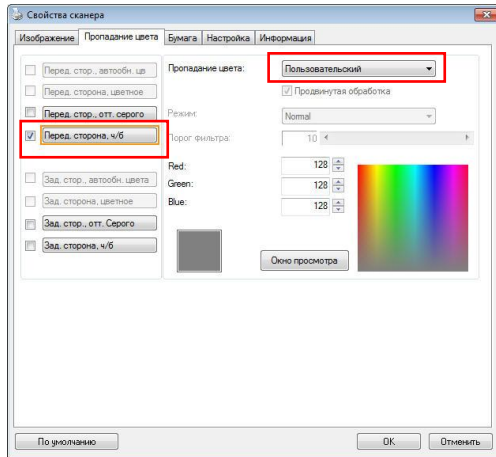 Свойства сканера
Изображение Пропадание цвета Бумага Настройка Информация
Перед. стор., автообн. цв
Перед. сторона, цветное
Перед. стор., отт. серого
Перед. сторона, ч/б
Зад. стор., автообн. цвета
Зад. сторона, цветное
Зад. стор., отт. Серого
Зад. сторона, ч/б
Пропадание цвета: Пользовательский
Продвинутая обработка
Режим: Normal
Порог фильтра: 10
Red: 128
Green: 128
Blue: 128
Окно просмотра
По умолчанию OK Отменить